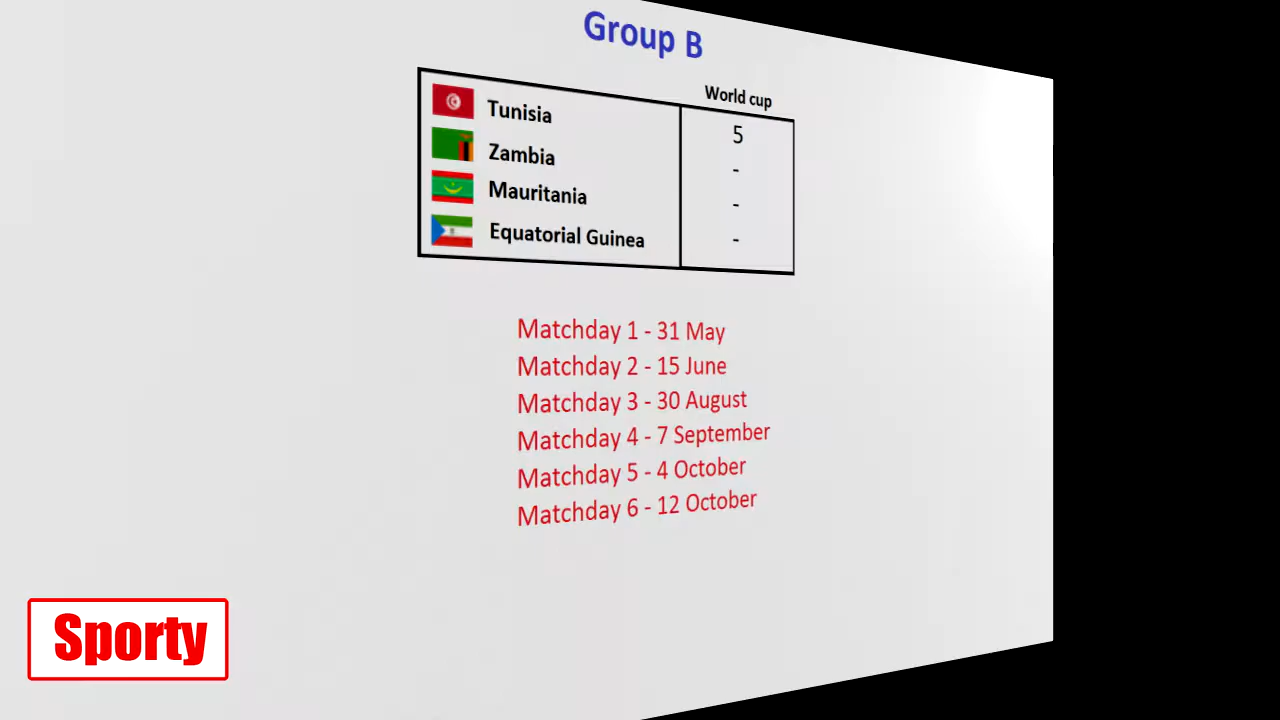 Group B
World cup
Tunisia 5
Zambia -
Mauritania -
Equatorial Guinea -
Matchday 1 - 31 May
Matchday 2 - 15 June
Matchday 3 - 30 August
Matchday 4 - 7 September
Matchday 5 - 4 October
Matchday 6 - 12 October
Sporty